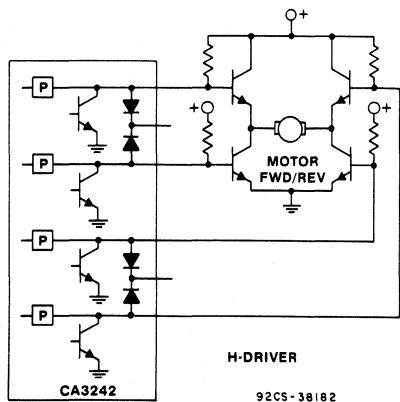 +
P
+
+
P
MOTOR
FWD/REV
P
P
H-DRIVER
CA3242
92CS-38182